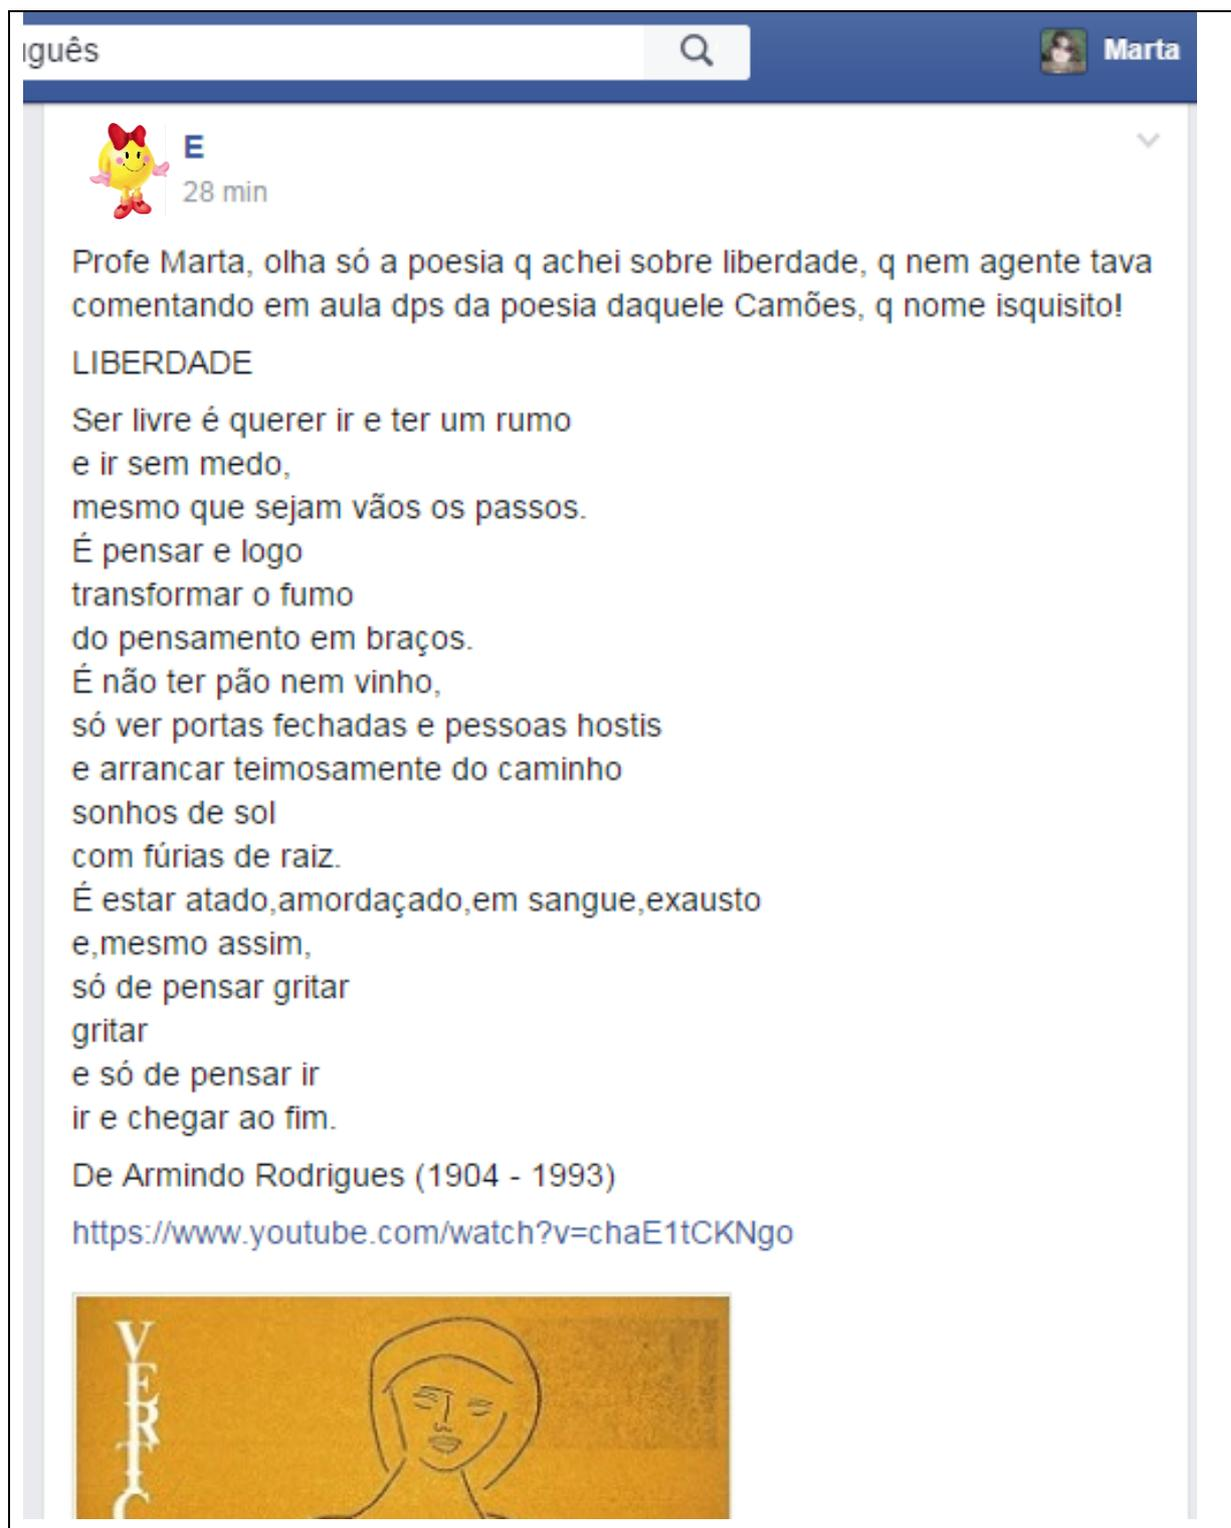 guês
Marta
E
28 min
Profe Marta, olha só a poesia q achei sobre liberdade, q nem agente tava
comentando em aula dps da poesia daquele Camões, q nome isquisito!
LIBERDADE
Ser livre é querer ir e ter um rumo
e ir sem medo,
mesmo que sejam vãos os passos.
É pensar e logo
transformar o fumo
do pensamento em braços.
É não ter pão nem vinho,
só ver portas fechadas e pessoas hostis
e arrancar teimosamente do caminho
sonhos de sol
com fúrias de raiz.
É estar atado,amordaçado,em sangue,exausto
e,mesmo assim,
só de pensar gritar
gritar
e só de pensar ir
ir e chegar ao fim.
De Armindo Rodrigues (1904 - 1993)
https://www.youtube.com/watch?v=chaE1tCKNgo
VERTIC